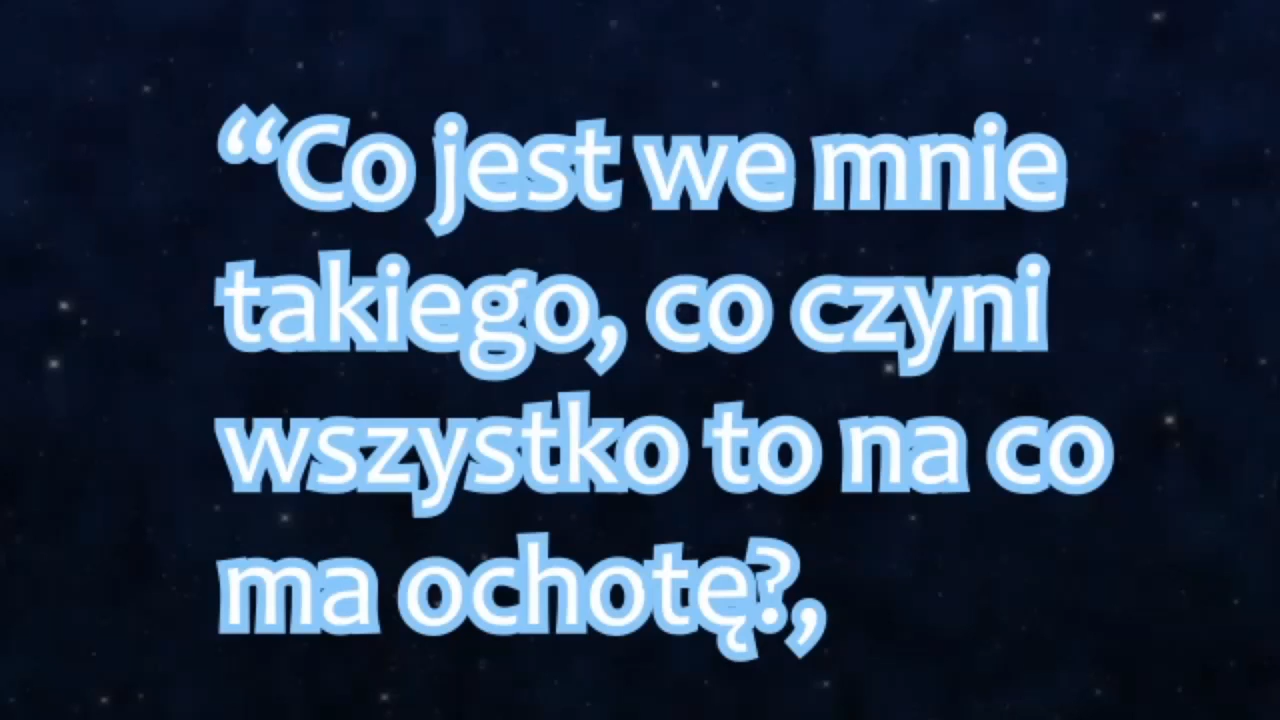 “Co jest we mnie
takiego, co czyni
wszystko to na co
ma ochotę?,